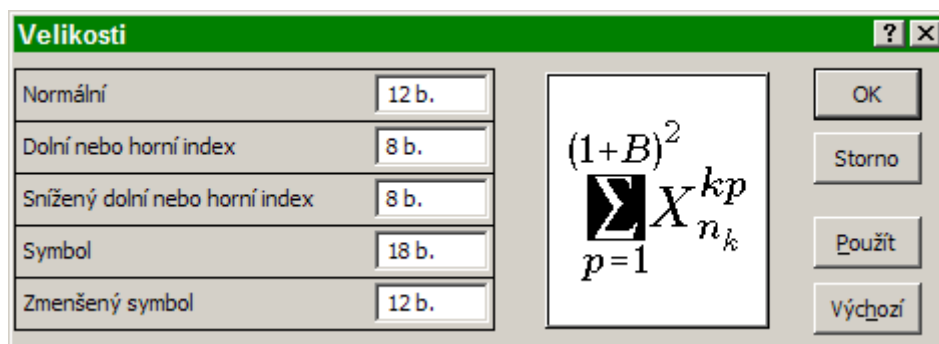 Velikosti
Normální 12 b.
Dolní nebo horní index 8 b.
Snížený dolní nebo horní index 8 b.
Symbol 18 b.
Zmenšený symbol 12 b.
(1+B)²
∑ X kp n k
p=1
OK
Storno
Použít
Výchozí